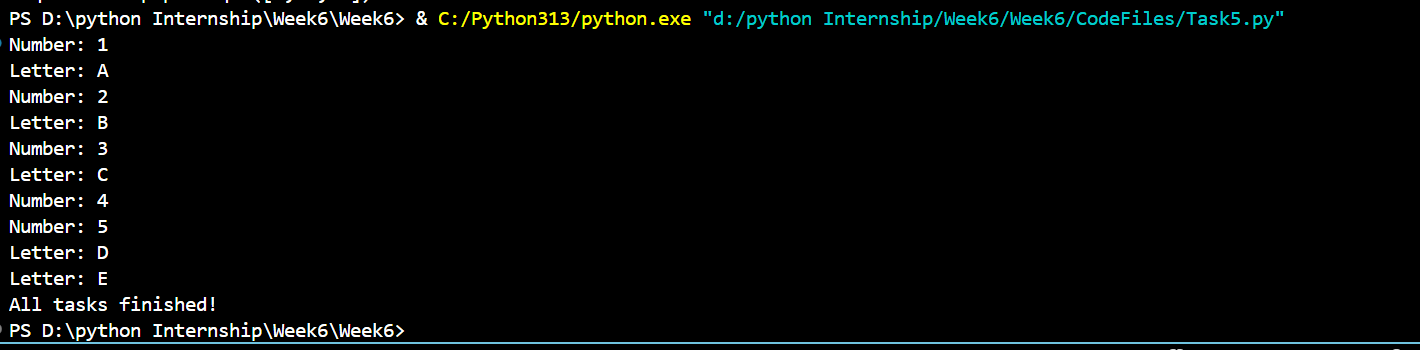 PS D:\python Internship\Week6\Week6> & C:/Python313/python.exe "d:/python Internship/Week6/Week6/CodeFiles/Task5.py"
Number: 1
Letter: A
Number: 2
Letter: B
Number: 3
Letter: C
Number: 4
Number: 5
Letter: D
Letter: E
All tasks finished!
PS D:\python Internship\Week6\Week6>